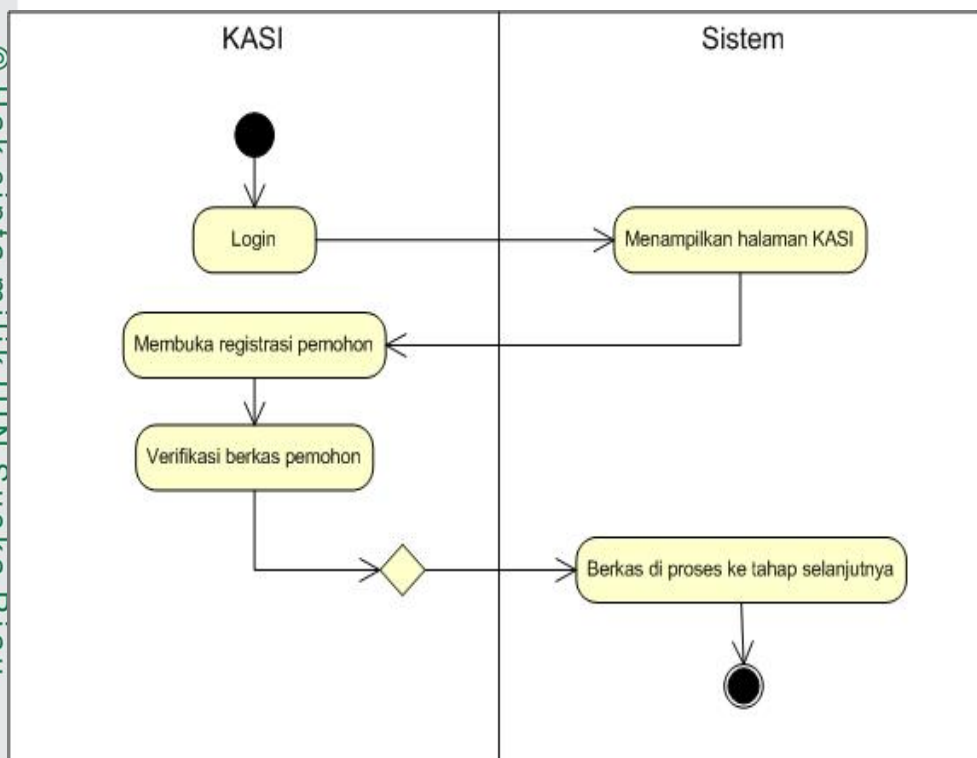 KASI
Sistem
Login
Menampilkan halaman KASI
Membuka registrasi pemohon
Verifikasi berkas pemohon
Berkas di proses ke tahap selanjutnya